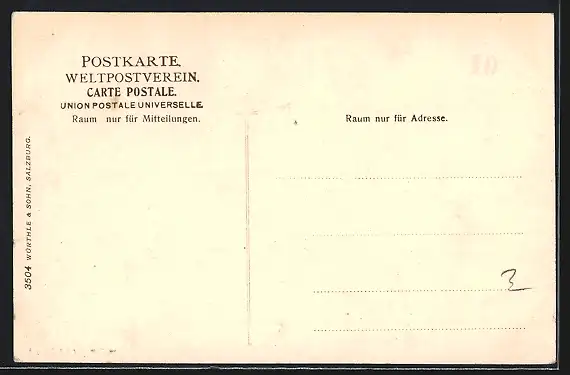 POSTKARTE.
WELTPOSTVEREIN.
CARTE POSTALE.
UNION POSTALE UNIVERSELLE.
Raum nur für Mitteilungen.
Raum nur für Adresse.
3504 WÜRTHLE & SOHN, SALZBURG.
3